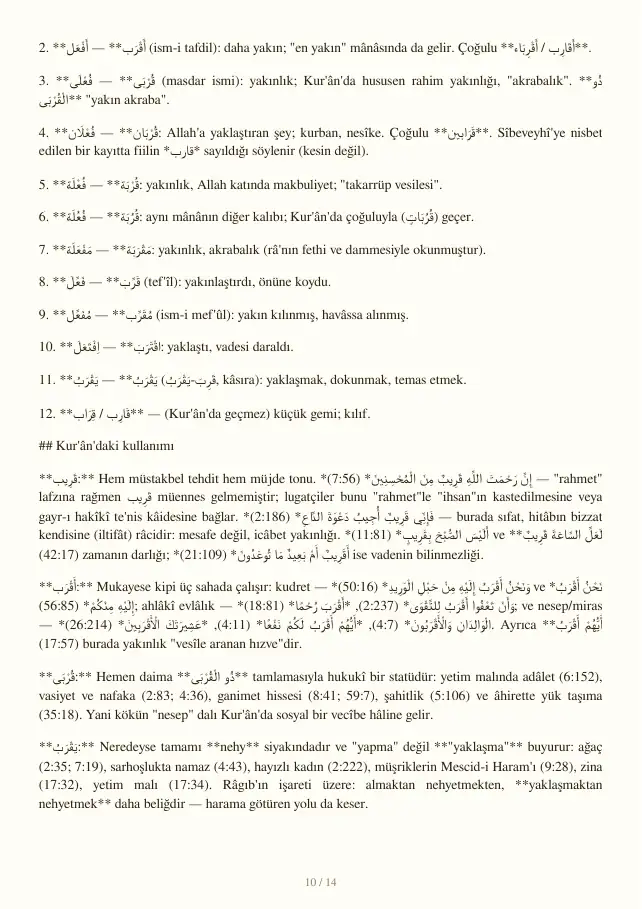 2. **أَفْعَل — **أَقْرَب (ism-i tafdil): daha yakın; "en yakın" mânâsında da gelir. Çoğulu **أَقَارِب / أَقْرِبَاء**.
3. **فُعْلَى — **قُرْبَى (masdar ismi): yakınlık; Kur'ân'da hususen rahim yakınlığı, "akrabalık". **ذُو
الْقُرْبَى** "yakın akraba".
4. **فُعْلَان — **قُرْبَان: Allah'a yaklaştıran şey; kurban, nesîke. Çoğulu **قَرَابِين**. Sîbeveyhî'ye nisbet
edilen bir kayıtta fiilin *قارب* sayıldığı söylenir (kesin değil).
5. **فُعْلَة — **قُرْبَة: yakınlık, Allah katında makbuliyet; "takarrüp vesilesi".
6. **فُعُلَة — **قُرُبَة: aynı mânânın diğer kalıbı; Kur'ân'da çoğuluyla (قُرُبَاتٍ) geçer.
7. **مَفْعَلَة — **مَقْرَبَة: yakınlık, akrabalık (râ'nın fethi ve dammesiyle okunmuştur).
8. **فَعَّلَ — **قَرَّبَ (tef'îl): yakınlaştırdı, önüne koydu.
9. **مُفَعَّل — **مُقَرَّب (ism-i mef'ûl): yakın kılınmış, havâssa alınmış.
10. **اِفْتَعَلَ — **اقْتَرَبَ: yaklaştı, vadesi daraldı.
11. **يَقْرَبُ — **يَقْرَبُ (قَرِبَ-يَقْرَبُ, kâsıra): yaklaşmak, dokunmak, temas etmek.
12. **قَارِب / قِرَاب** — (Kur'ân'da geçmez) küçük gemi; kılıf.
## Kur'ân'daki kullanımı
**قريب:** Hem müstakbel tehdit hem müjde tonu. *إِنَّ رَحْمَتَ اللَّهِ قَرِيبٌ مِنَ الْمُحْسِنِينَ* (7:56) — "rahmet"
lafzına rağmen قريب müennes gelmemiştir; lugatçiler bunu "rahmet"le "ihsan"ın kastedilmesine veya
gayr-ı hakîkî te'nis kâidesine bağlar. *فَإِنِّي قَرِيبٌ أُجِيبُ دَعْوَةَ الدَّاعِ* (2:186) — burada sıfat, hitâbın bizzat
kendisine (iltifât) râcidir: mesafe değil, icâbet yakınlığı. *أَلَيْسَ الصُّبْحُ بِقَرِيبٍ* (11:81) ve **لَعَلَّ السَّاعَةَ قَرِيبٌ
(42:17) zamanın darlığı; *أَقَرِيبٌ أَمْ بَعِيدٌ مَا تُوعَدُونَ* (21:109) ise vadenin bilinmezliği.
**أقرب:** Mukayese kipi üç sahada çalışır: kudret — *وَنَحْنُ أَقْرَبُ إِلَيْهِ مِنْ حَبْلِ الْوَرِيدِ* (50:16) ve *نَحْنُ أَقْرَبُ
إِلَيْهِ مِنكُمْ* (56:85); ahlâkî evlâlık — *وَأَنْ تَعْفُوا أَقْرَبُ لِلتَّقْوَى* (2:237), *أَقْرَبَ رُحْمًا* (18:81); ve nesep/miras
— *عَشِيرَتَكَ الْأَقْرَبِينَ* (26:214), *أَيُّهُمْ أَقْرَبُ لَكُمْ نَفْعًا* (4:11), *الْوَالِدَانِ وَالْأَقْرَبُونَ* (4:7). Ayrıca **أَيُّهُمْ أَقْرَبُ
(17:57) burada yakınlık "vesîle aranan hızve"dir.
**قُرْبَى:** Hemen daima **ذُو الْقُرْبَى** tamlamasıyla hukukî bir statüdür: yetim malında adâlet (6:152),
vasiyet ve nafaka (2:83; 4:36), ganimet hissesi (8:41; 59:7), şahitlik (5:106) ve âhirette yük taşıma
(35:18). Yani kökün "nesep" dalı Kur'ân'da sosyal bir vecîbe hâline gelir.
**يَقْرَبُ:** Neredeyse tamamı **nehy** siyakındadır ve "yapma" değil **"yaklaşma"** buyurur: ağaç
(2:35; 7:19), sarhoşlukta namaz (4:43), hayızlı kadın (2:222), müşriklerin Mescid-i Haram'ı (9:28), zina
(17:32), yetim malı (17:34). Râgıb'ın işareti üzere: almaktan nehyetmekten, **yaklaşmaktan
nehyetmek** daha beliğdir — harama götüren yolu da keser.
10 / 14